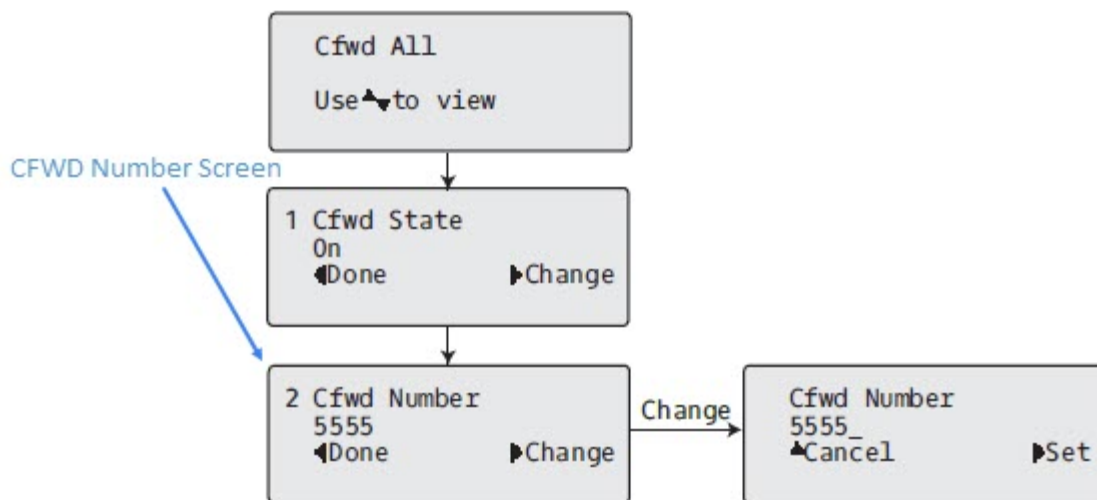 Cfwd All
Use to view
CFWD Number Screen
1 Cfwd State
On
Done Change
2 Cfwd Number
5555
Done Change
Change
Cfwd Number
5555_
Cancel Set